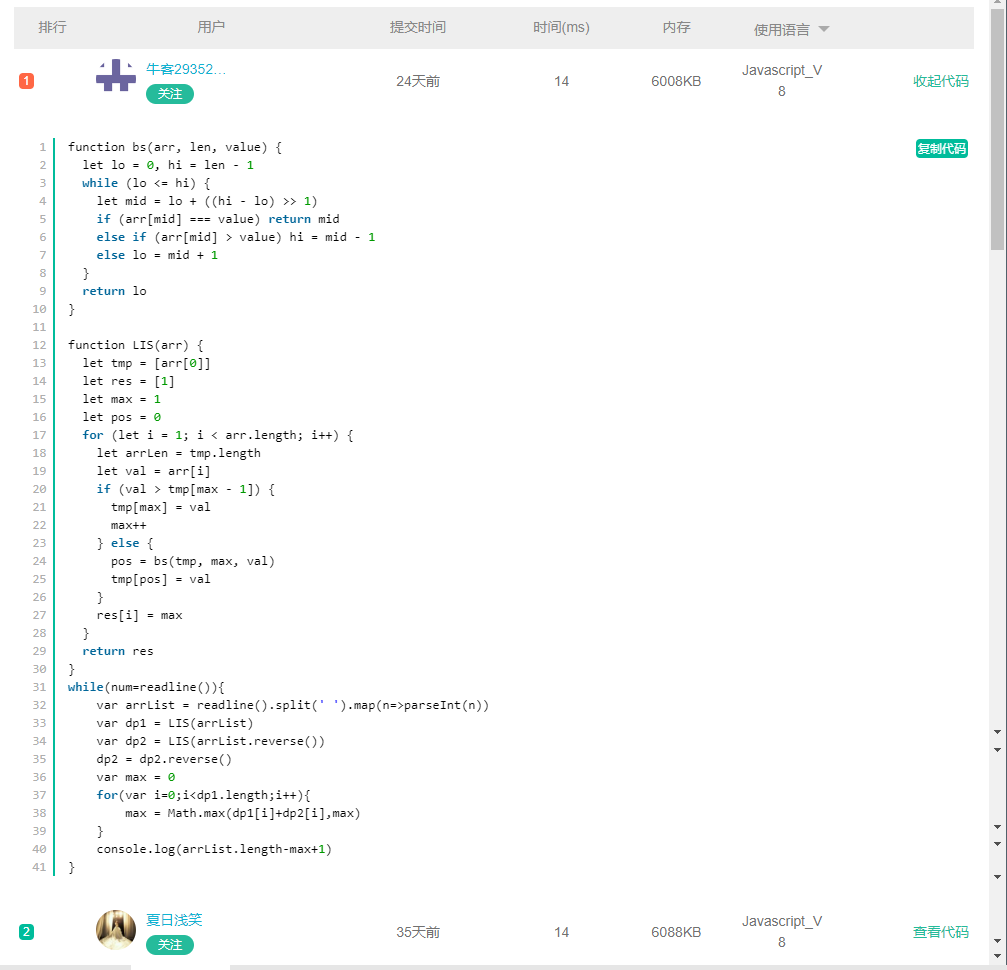 排行 用户 提交时间 时间(ms) 内存 使用语言
1 牛客29352... 关注 24天前 14 6008KB Javascript_V8 收起代码
复制代码
1 function bs(arr, len, value) {
2   let lo = 0, hi = len - 1
3   while (lo <= hi) {
4     let mid = lo + ((hi - lo) >> 1)
5     if (arr[mid] === value) return mid
6     else if (arr[mid] > value) hi = mid - 1
7     else lo = mid + 1
8   }
9   return lo
10 }
11
12 function LIS(arr) {
13   let tmp = [arr[0]]
14   let res = [1]
15   let max = 1
16   let pos = 0
17   for (let i = 1; i < arr.length; i++) {
18     let arrLen = tmp.length
19     let val = arr[i]
20     if (val > tmp[max - 1]) {
21       tmp[max] = val
22       max++
23     } else {
24       pos = bs(tmp, max, val)
25       tmp[pos] = val
26     }
27     res[i] = max
28   }
29   return res
30 }
31 while(num=readline()){
32     var arrList = readline().split(' ').map(n=>parseInt(n))
33     var dp1 = LIS(arrList)
34     var dp2 = LIS(arrList.reverse())
35     dp2 = dp2.reverse()
36     var max = 0
37     for(var i=0;i<dp1.length;i++){
38         max = Math.max(dp1[i]+dp2[i],max)
39     }
40     console.log(arrList.length-max+1)
41 }
2 夏日浅笑 关注 35天前 14 6088KB Javascript_V8 查看代码